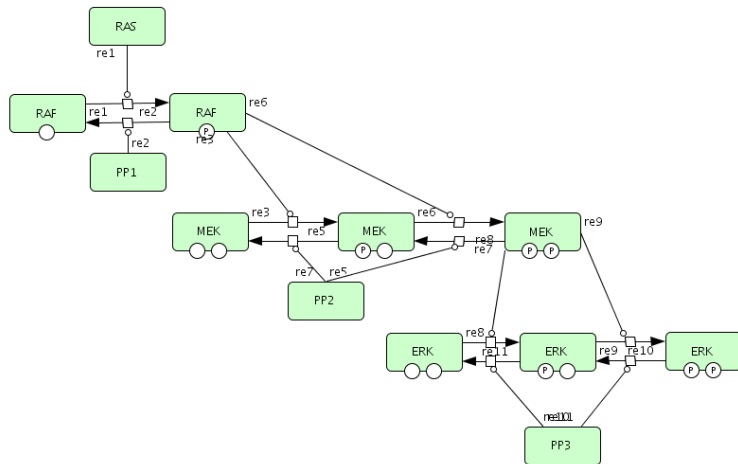 RAS
re1
re6
RAF
re1
re2
RAF
P
re3
re2
PP1
re3
re6
re9
MEK
re5
MEK
re8
MEK
re7
P
P
P
re7
re5
PP2
re8
ERK
re11
ERK
re9
re10
ERK
P
P
P
PP3